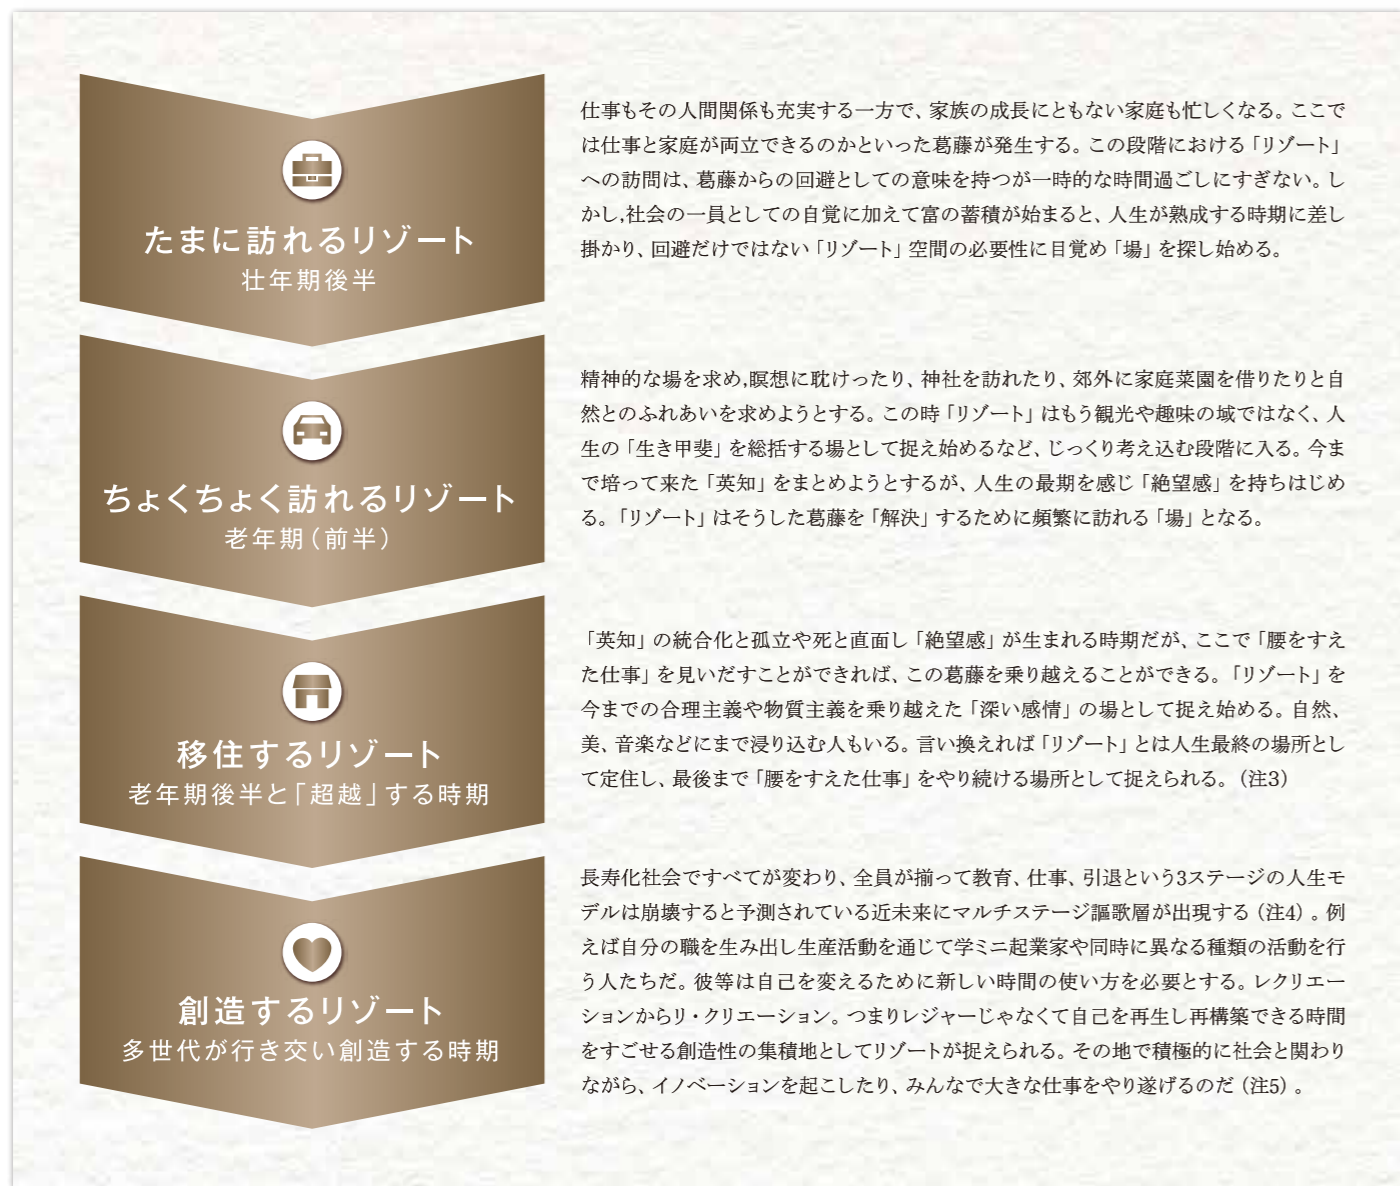 たまに訪れるリゾート
壮年期後半
仕事もその人間関係も充実する一方で、家族の成長にともない家庭も忙しくなる。ここで
は仕事と家庭が両立できるのかといった葛藤が発生する。この段階における「リゾート」
への訪問は、葛藤からの回避としての意味を持つが一時的な時間過ごしにすぎない。し
かし,社会の一員としての自覚に加えて富の蓄積が始まると、人生が熟成する時期に差し
掛かり、回避だけではない「リゾート」空間の必要性に目覚め「場」を探し始める。
ちょくちょく訪れるリゾート
老年期（前半）
精神的な場を求め,瞑想に耽けったり、神社を訪れたり、郊外に家庭菜園を借りたりと自
然とのふれあいを求めようとする。この時「リゾート」はもう観光や趣味の域ではなく、人
生の「生き甲斐」を総括する場として捉え始めるなど、じっくり考え込む段階に入る。今ま
で培って来た「英知」をまとめようとするが、人生の最期を感じ「絶望感」を持ちはじめ
る。「リゾート」はそうした葛藤を「解決」するために頻繁に訪れる「場」となる。
移住するリゾート
老年期後半と「超越」する時期
「英知」の統合化と孤立や死と直面し「絶望感」が生まれる時期だが、ここで「腰をすえ
た仕事」を見いだすことができれば、この葛藤を乗り越えることができる。「リゾート」を
今までの合理主義や物質主義を乗り越えた「深い感情」の場として捉え始める。自然、
美、音楽などにまで浸り込む人もいる。言い換えれば「リゾート」とは人生最終の場所とし
て定住し、最後まで「腰をすえた仕事」をやり続ける場所として捉えられる。（注3）
創造するリゾート
多世代が行き交い創造する時期
長寿化社会ですべてが変わり、全員が揃って教育、仕事、引退という3ステージの人生モ
デルは崩壊すると予測されている近未来にマルチステージ謳歌層が出現する（注4）。例
えば自分の職を生み出し生産活動を通じて学ミニ起業家や同時に異なる種類の活動を行
う人たちだ。彼等は自己を変えるために新しい時間の使い方を必要とする。レクリエー
ションからリ・クリエーション。つまりレジャーじゃなくて自己を再生し再構築できる時間
をすごせる創造性の集積地としてリゾートが捉えられる。その地で積極的に社会と関わり
ながら、イノベーションを起こしたり、みんなで大きな仕事をやり遂げるのだ（注5）。